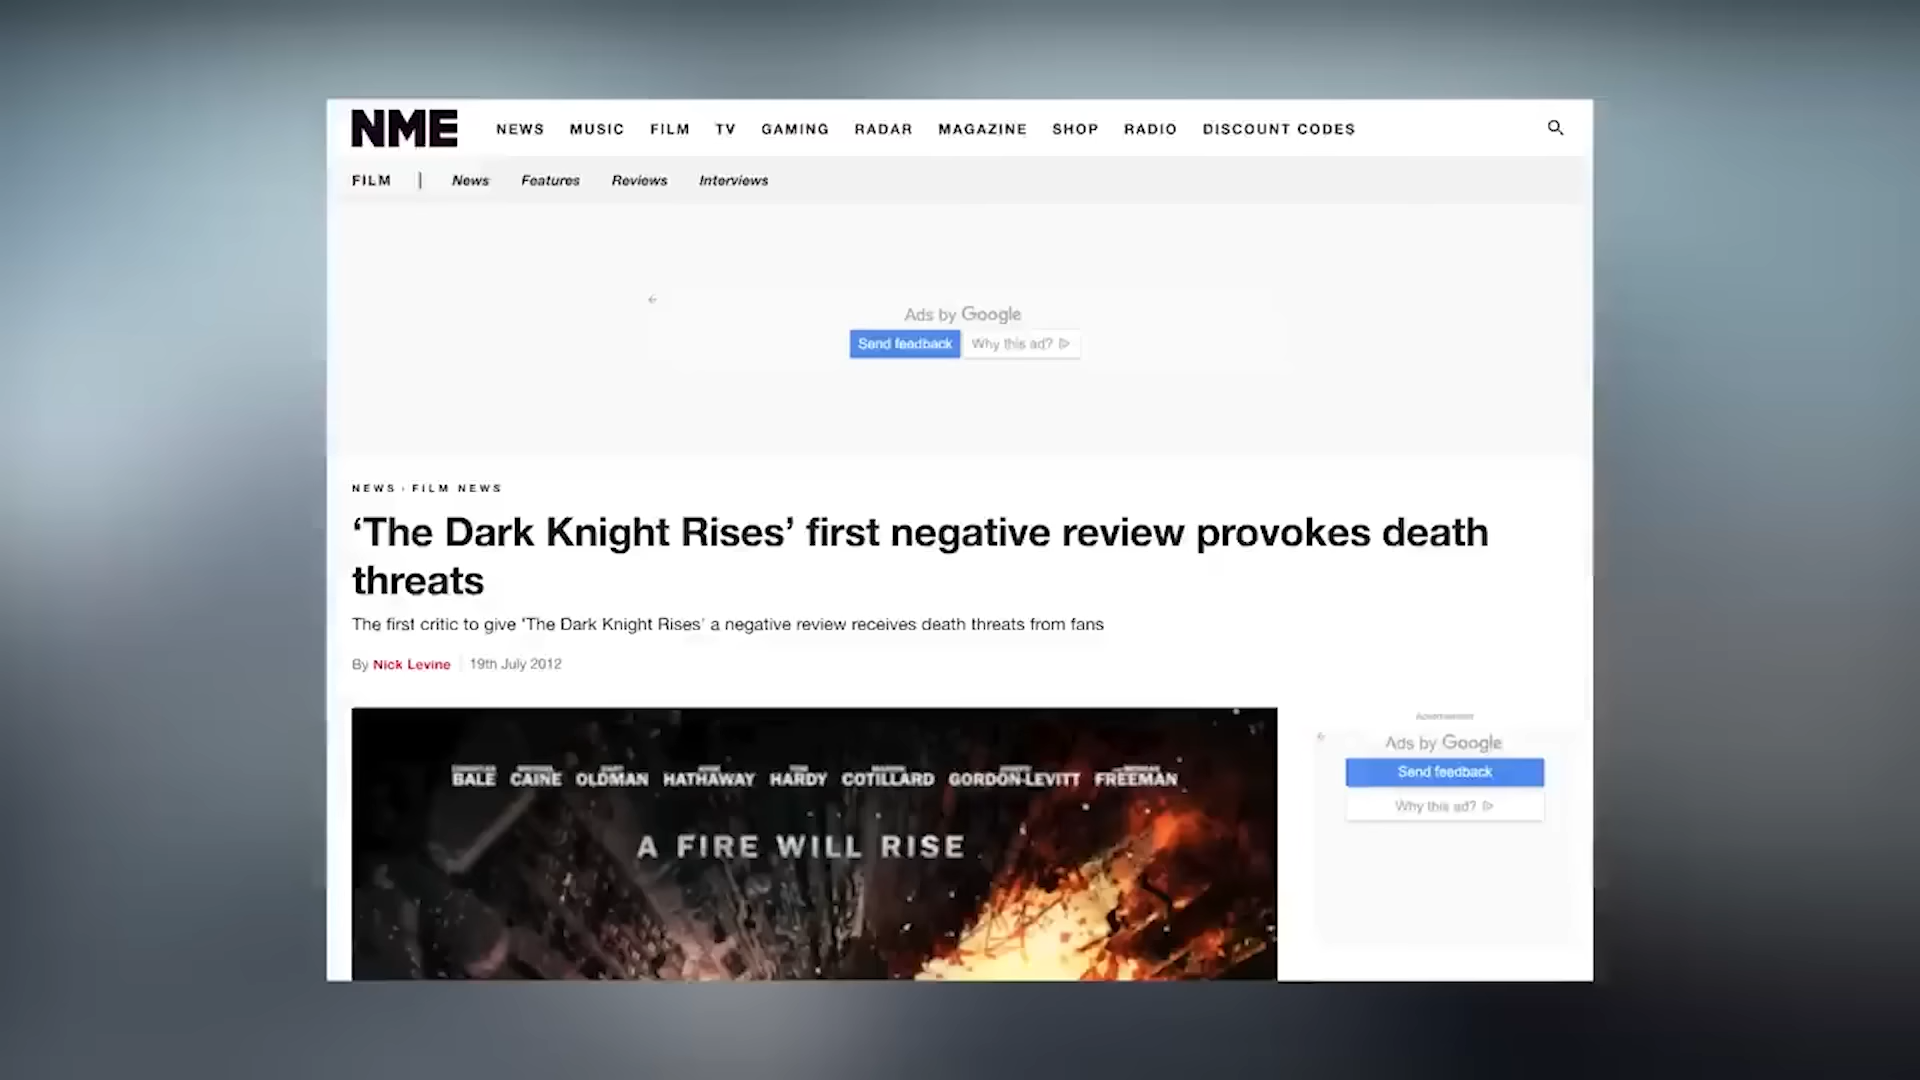 NME NEWS MUSIC FILM TV GAMING RADAR MAGAZINE SHOP RADIO DISCOUNT CODES
FILM | News Features Reviews Interviews
Ads by Google
Send feedback Why this ad?
NEWS › FILM NEWS
‘The Dark Knight Rises’ first negative review provokes death
threats
The first critic to give 'The Dark Knight Rises' a negative review receives death threats from fans
By Nick Levine | 19th July 2012
BALE CAINE OLDMAN HATHAWAY HARDY COTILLARD GORDON-LEVITT FREEMAN
A FIRE WILL RISE
Advertisement
Ads by Google
Send feedback
Why this ad?